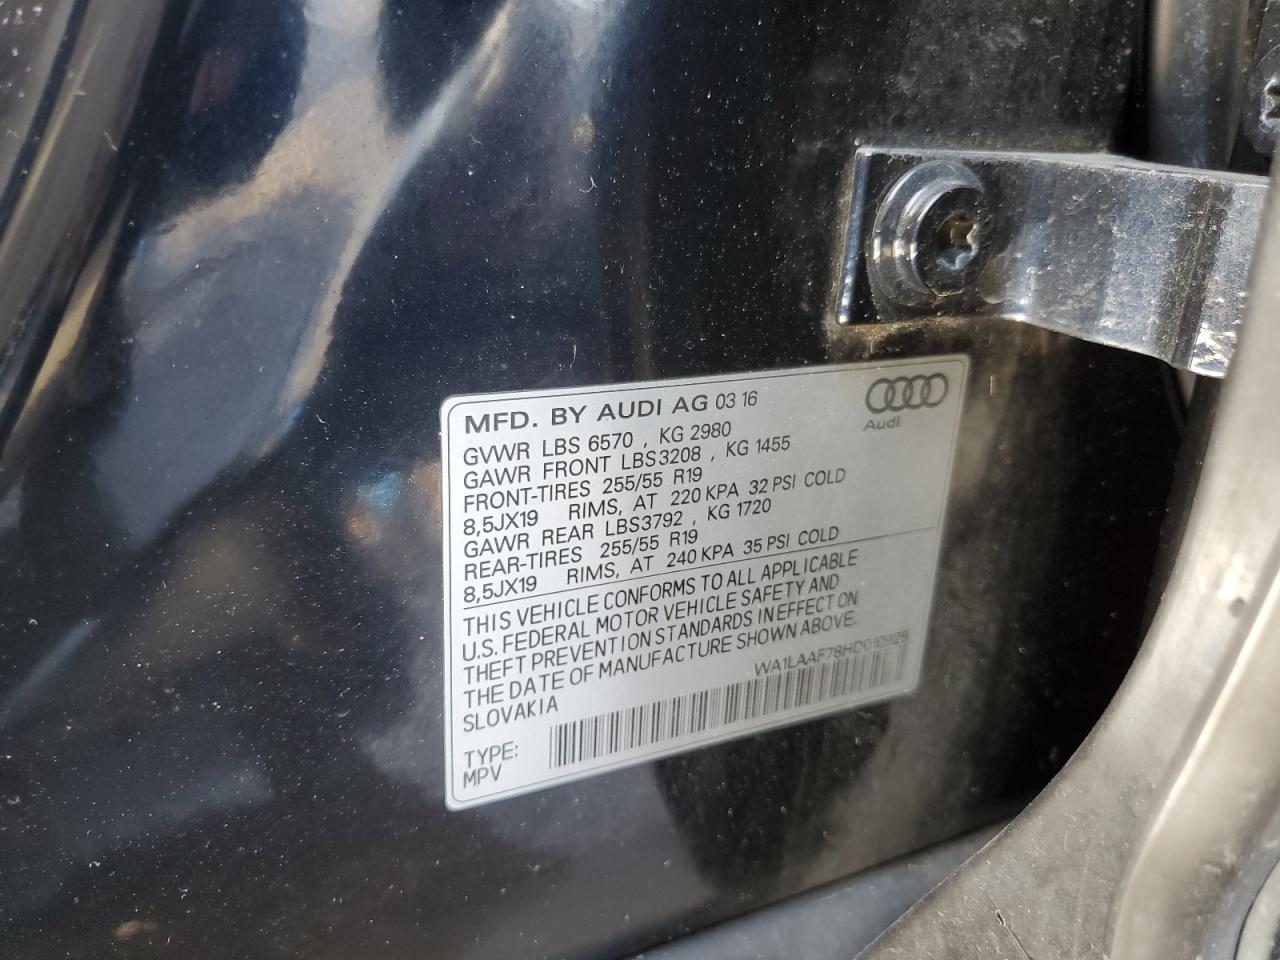 MFD. BY AUDI AG 03 16
Audi
GVWR LBS 6570 , KG 2980
GAWR FRONT LBS3208 , KG 1455
FRONT-TIRES 255/55 R19
8,5JX19 RIMS, AT 220 KPA 32 PSI COLD
GAWR REAR LBS3792 , KG 1720
REAR-TIRES 255/55 R19
8,5JX19 RIMS, AT 240 KPA 35 PSI COLD
THIS VEHICLE CONFORMS TO ALL APPLICABLE
U.S. FEDERAL MOTOR VEHICLE SAFETY AND
THEFT PREVENTION STANDARDS IN EFFECT ON
THE DATE OF MANUFACTURE SHOWN ABOVE.
SLOVAKIA
WA1LAAF78HD010925
TYPE:
MPV